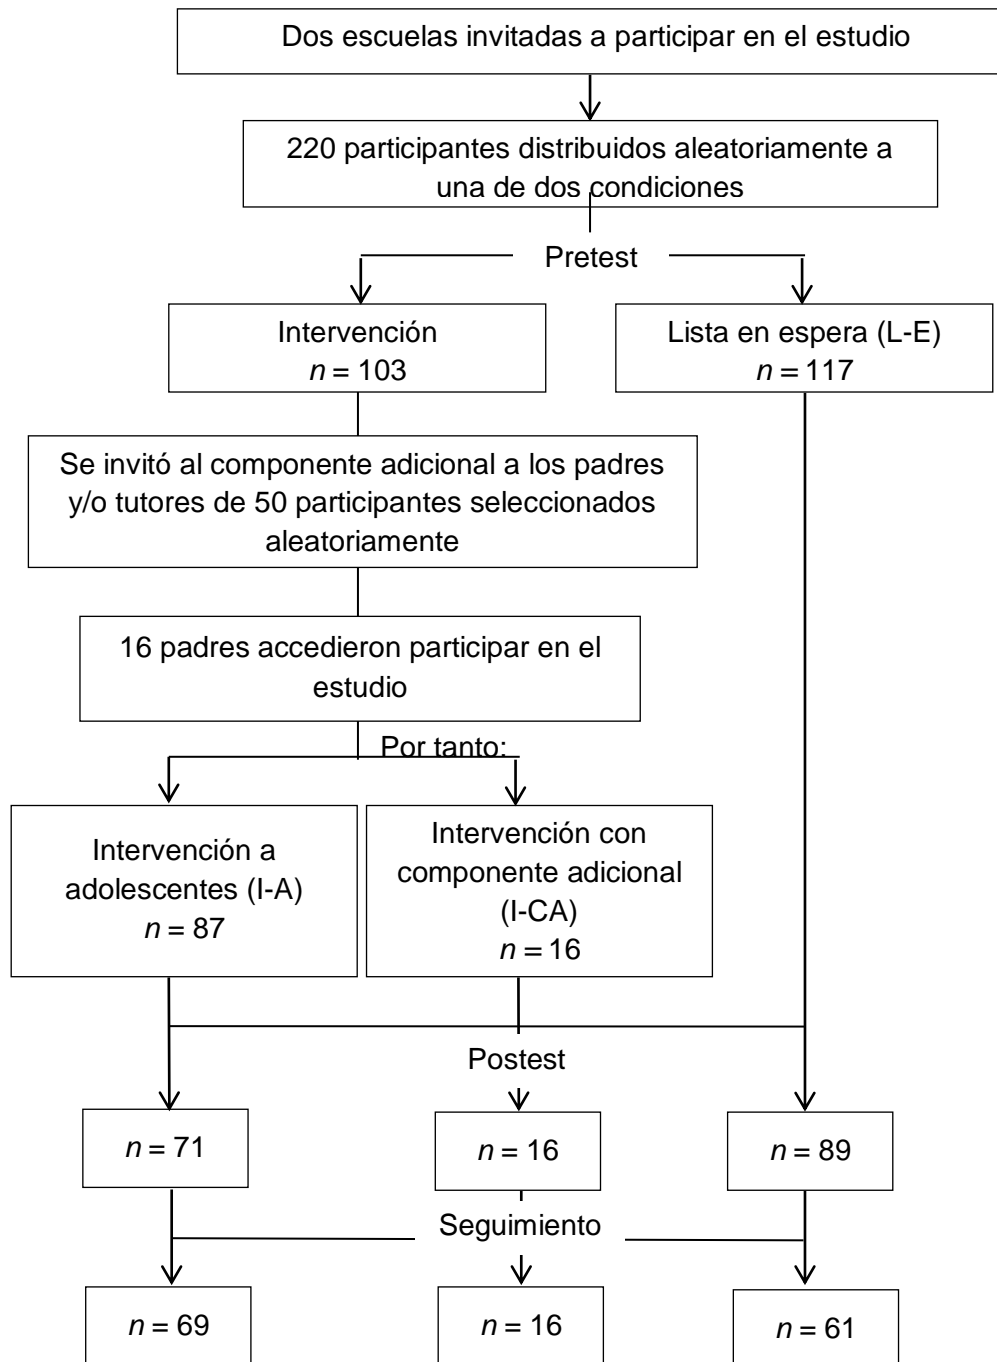 Dos escuelas invitadas a participar en el estudio
220 participantes distribuidos aleatoriamente a
una de dos condiciones
Pretest
Intervención
n = 103
Lista en espera (L-E)
n = 117
Se invitó al componente adicional a los padres
y/o tutores de 50 participantes seleccionados
aleatoriamente
16 padres accedieron participar en el
estudio
Por tanto:
Intervención a
adolescentes (I-A)
n = 87
Intervención con
componente adicional
(I-CA)
n = 16
Postest
n = 71
n = 16
n = 89
Seguimiento
n = 69
n = 16
n = 61